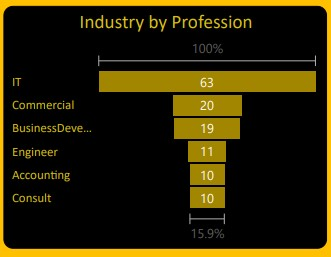 Industry by Profession
100%
IT 63
Commercial 20
BusinessDeve... 19
Engineer 11
Accounting 10
Consult 10
15.9%